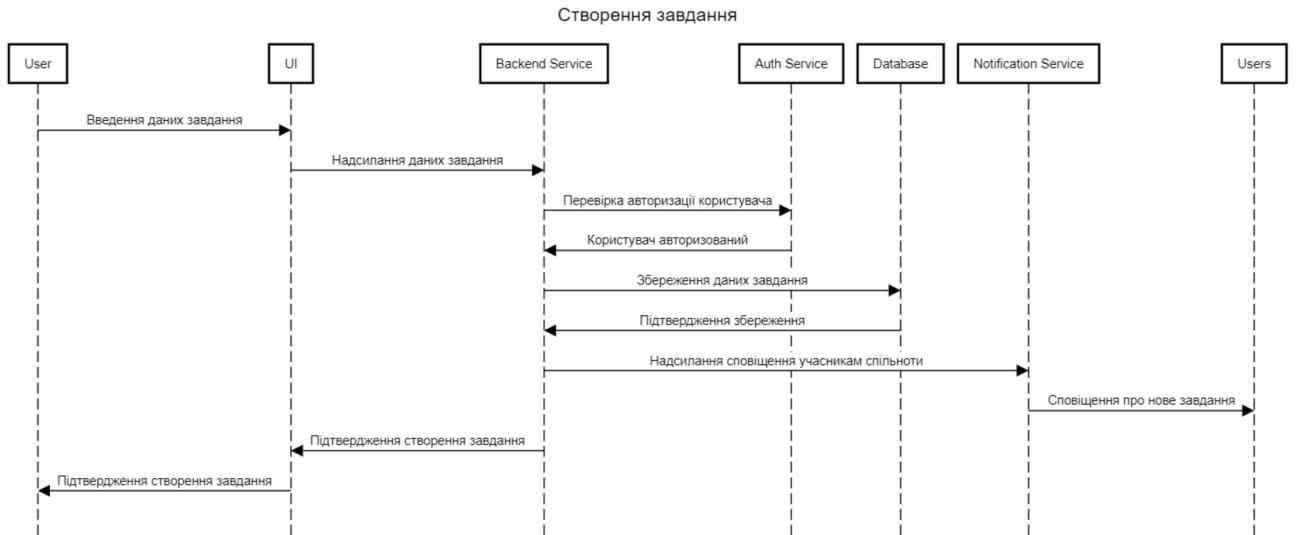 Створення завдання
User
UI
Backend Service
Auth Service
Database
Notification Service
Users
Введення даних завдання
Надсилання даних завдання
Перевірка авторизації користувача
Користувач авторизований
Збереження даних завдання
Підтвердження збереження
Надсилання сповіщення учасникам спільноти
Сповіщення про нове завдання
Підтвердження створення завдання
Підтвердження створення завдання